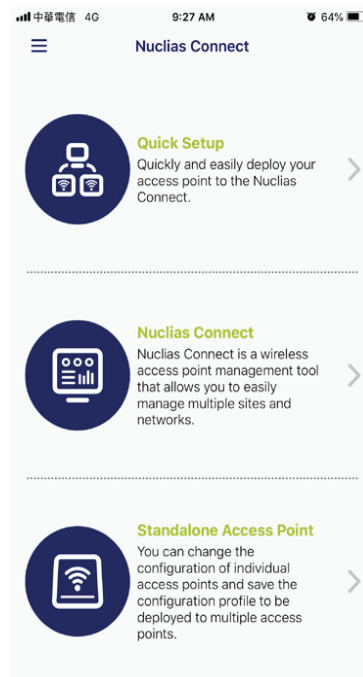 中華電信 4G 9:27 AM 64%
Nuclias Connect
Quick Setup
Quickly and easily deploy your
access point to the Nuclias
Connect.
Nuclias Connect
Nuclias Connect is a wireless
access point management tool
that allows you to easily
manage multiple sites and
networks.
Standalone Access Point
You can change the
configuration of individual
access points and save the
configuration profile to be
deployed to multiple access
points.